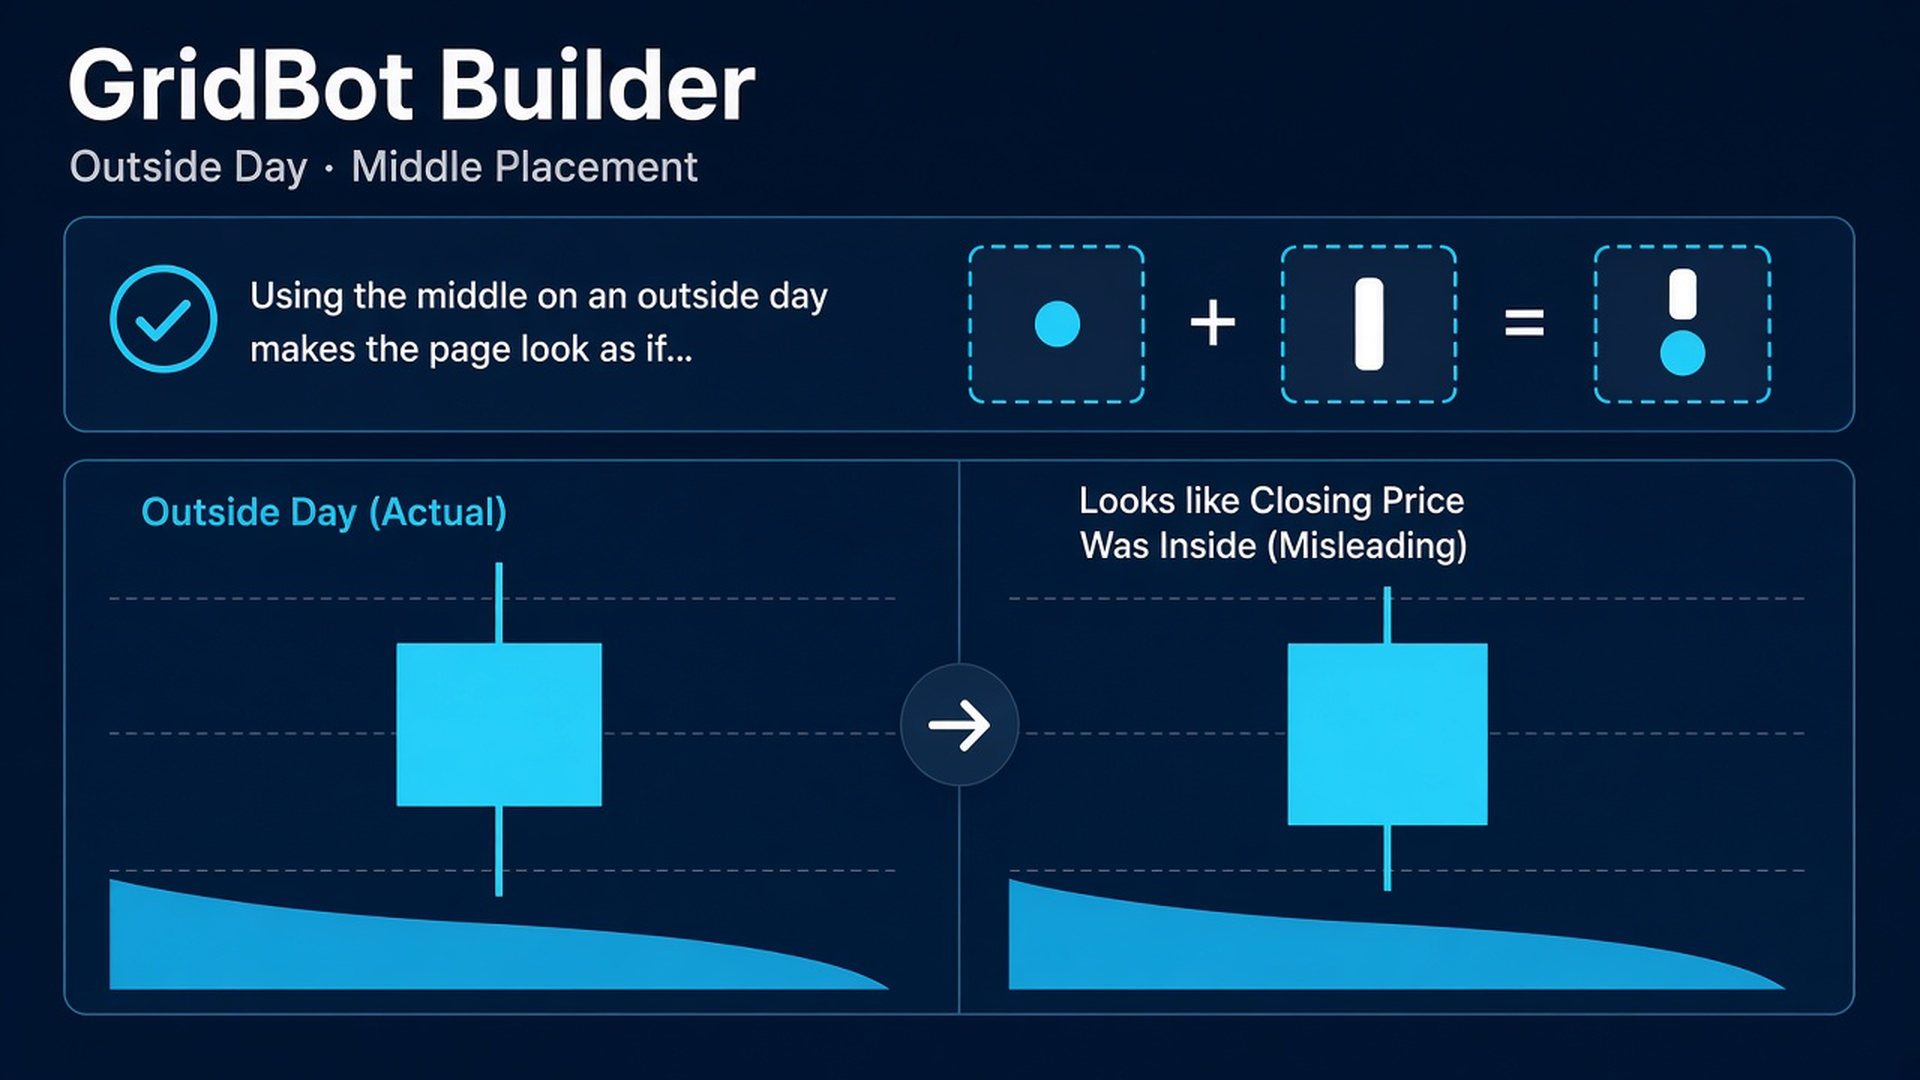 GridBot Builder
Outside Day · Middle Placement
Using the middle on an outside day
makes the page look as if...
+
=
Outside Day (Actual)
Looks like Closing Price
Was Inside (Misleading)